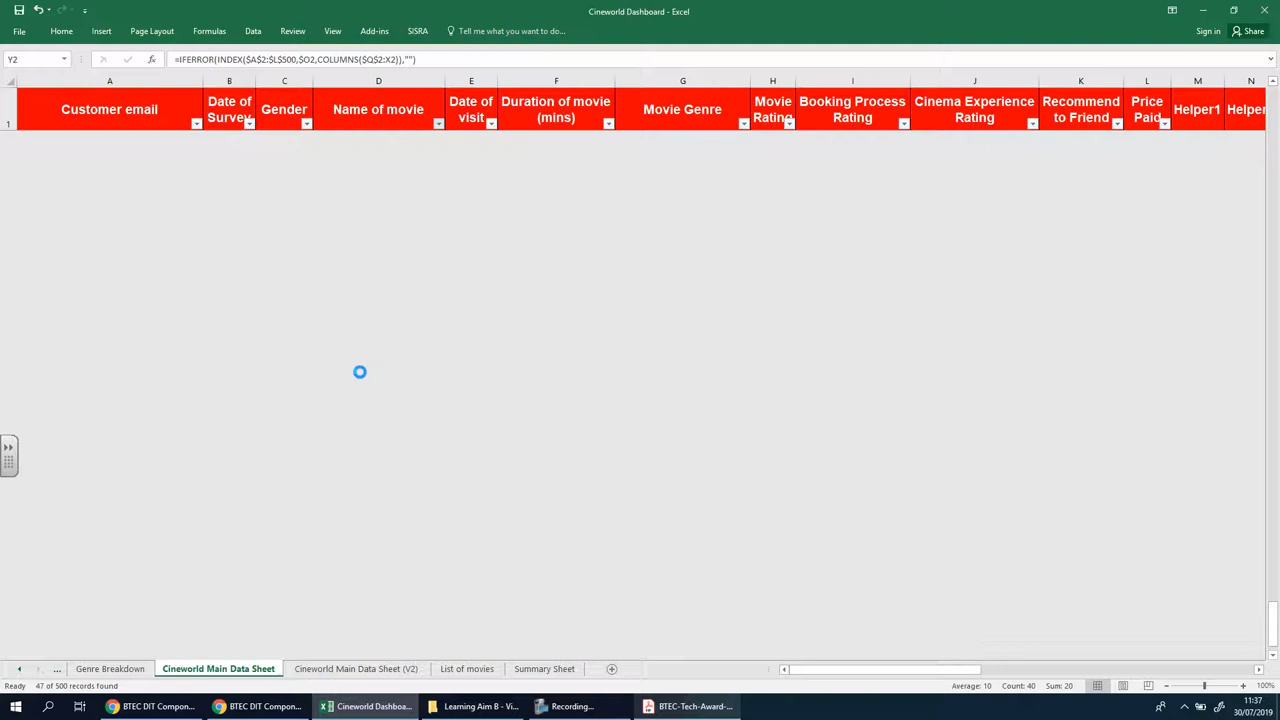 Cineworld Dashboard - Excel
File Home Insert Page Layout Formulas Data Review View Add-ins SISRA Tell me what you want to do... Sign in Share
Y2 fx =IFERROR(INDEX($A$2:$L$500,$O2,COLUMNS($Q$2:X2)),"")
A B C D E F G H I J K L M N
1
Customer email
Date of Survey
Gender
Name of movie
Date of visit
Duration of movie (mins)
Movie Genre
Movie Rating
Booking Process Rating
Cinema Experience Rating
Recommend to Friend
Price Paid
Helper1
Helper
... Genre Breakdown Cineworld Main Data Sheet Cineworld Main Data Sheet (V2) List of movies Summary Sheet
Ready 47 of 500 records found Average: 10 Count: 40 Sum: 20 100%
BTEC DIT Compon... BTEC DIT Compon... Cineworld Dashboa... Learning Aim B - Vi... Recording... BTEC-Tech-Award-...
11:37
30/07/2019